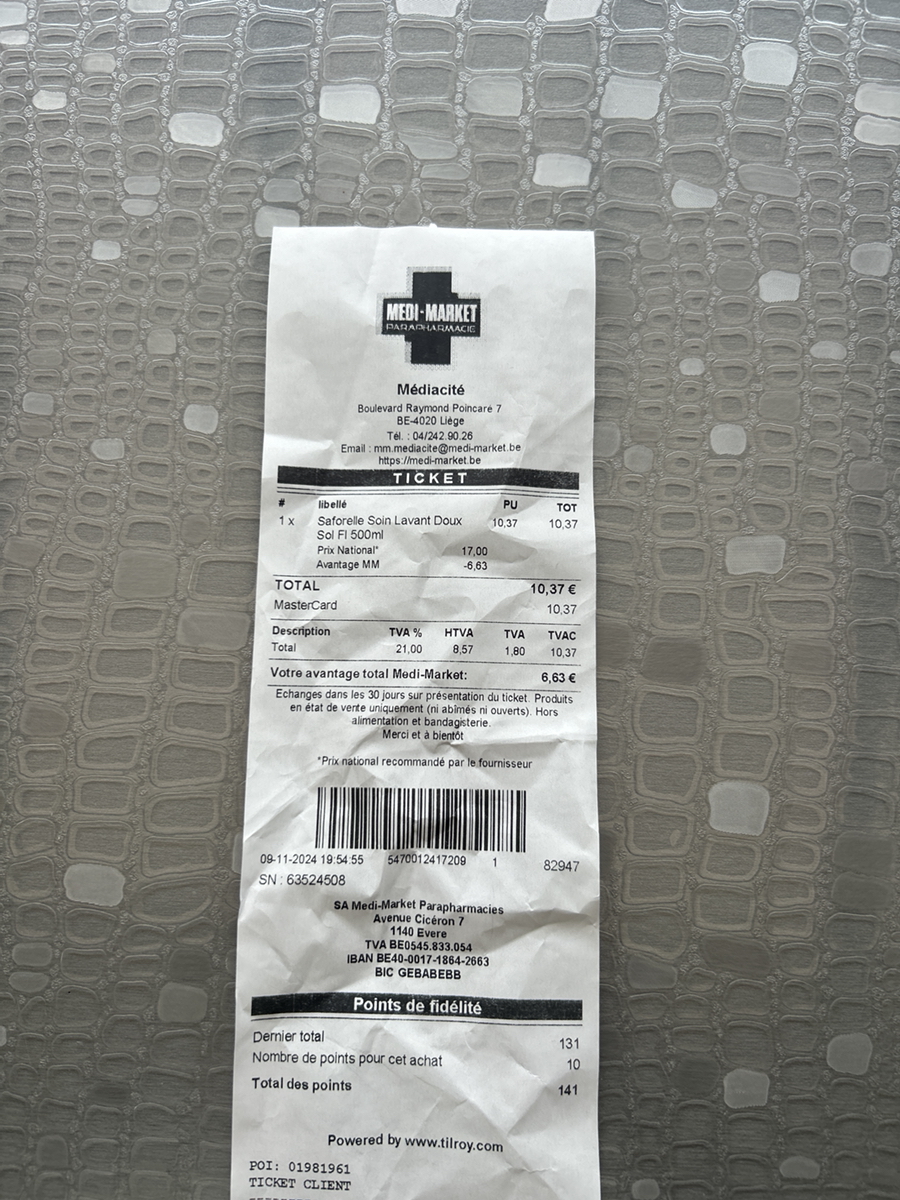 MEDI-MARKET
PARAPHARMACIE
Médiacité
Boulevard Raymond Poincaré 7
BE-4020 Liège
Tél. : 04/242.90.26
Email : mm.mediacite@medi-market.be
https://medi-market.be
TICKET
# libellé PU TOT
1 x Saforelle Soin Lavant Doux 10,37 10,37
Sol Fl 500ml
Prix National* 17,00
Avantage MM -6,63
TOTAL 10,37 €
MasterCard 10,37
Description TVA % HTVA TVA TVAC
Total 21,00 8,57 1,80 10,37
Votre avantage total Medi-Market: 6,63 €
Echanges dans les 30 jours sur présentation du ticket. Produits
en état de vente uniquement (ni abîmés ni ouverts). Hors
alimentation et bandagisterie.
Merci et à bientôt
*Prix national recommandé par le fournisseur
09-11-2024 19:54:55 5470012417209 1 82947
SN : 63524508
SA Medi-Market Parapharmacies
Avenue Cicéron 7
1140 Evere
TVA BE0545.833.054
IBAN BE40-0017-1864-2663
BIC GEBABEBB
Points de fidélité
Dernier total 131
Nombre de points pour cet achat 10
Total des points 141
Powered by www.tilroy.com
POI: 01981961
TICKET CLIENT